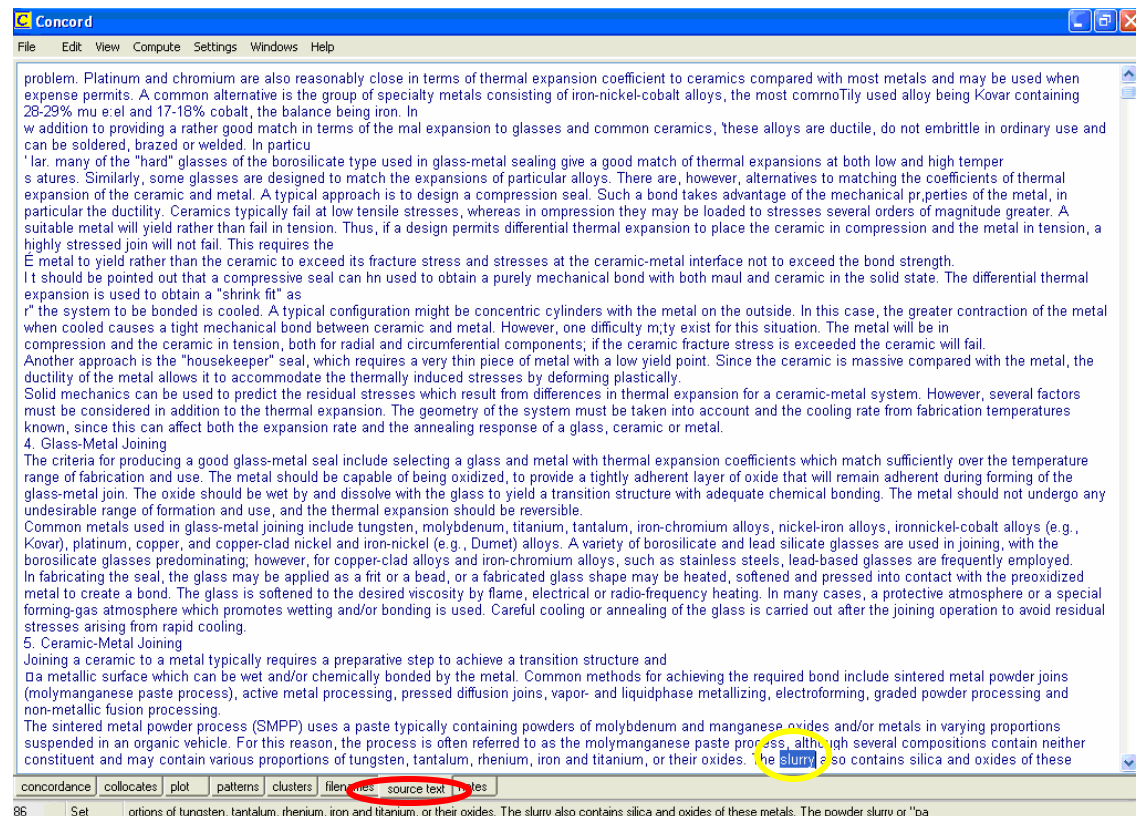 Concord
File Edit View Compute Settings Windows Help
problem. Platinum and chromium are also reasonably close in terms of thermal expansion coefficient to ceramics compared with most metals and may be used when
expense permits. A common alternative is the group of specialty metals consisting of iron-nickel-cobalt alloys, the most comrnoTily used alloy being Kovar containing
28-29% mu e:el and 17-18% cobalt, the balance being iron. In
w addition to providing a rather good match in terms of the mal expansion to glasses and common ceramics, 'these alloys are ductile, do not embrittle in ordinary use and
can be soldered, brazed or welded. In particu
' lar. many of the "hard" glasses of the borosilicate type used in glass-metal sealing give a good match of thermal expansions at both low and high temper
s atures. Similarly, some glasses are designed to match the expansions of particular alloys. There are, however, alternatives to matching the coefficients of thermal
expansion of the ceramic and metal. A typical approach is to design a compression seal. Such a bond takes advantage of the mechanical pr,perties of the metal, in
particular the ductility. Ceramics typically fail at low tensile stresses, whereas in ompression they may be loaded to stresses several orders of magnitude greater. A
suitable metal will yield rather than fail in tension. Thus, if a design permits differential thermal expansion to place the ceramic in compression and the metal in tension, a
highly stressed join will not fail. This requires the
É metal to yield rather than the ceramic to exceed its fracture stress and stresses at the ceramic-metal interface not to exceed the bond strength.
I t should be pointed out that a compressive seal can hn used to obtain a purely mechanical bond with both maul and ceramic in the solid state. The differential thermal
expansion is used to obtain a "shrink fit" as
r" the system to be bonded is cooled. A typical configuration might be concentric cylinders with the metal on the outside. In this case, the greater contraction of the metal
when cooled causes a tight mechanical bond between ceramic and metal. However, one difficulty m;ty exist for this situation. The metal will be in
compression and the ceramic in tension, both for radial and circumferential components; if the ceramic fracture stress is exceeded the ceramic will fail.
Another approach is the "housekeeper" seal, which requires a very thin piece of metal with a low yield point. Since the ceramic is massive compared with the metal, the
ductility of the metal allows it to accommodate the thermally induced stresses by deforming plastically.
Solid mechanics can be used to predict the residual stresses which result from differences in thermal expansion for a ceramic-metal system. However, several factors
must be considered in addition to the thermal expansion. The geometry of the system must be taken into account and the cooling rate from fabrication temperatures
known, since this can affect both the expansion rate and the annealing response of a glass, ceramic or metal.
4. Glass-Metal Joining
The criteria for producing a good glass-metal seal include selecting a glass and metal with thermal expansion coefficients which match sufficiently over the temperature
range of fabrication and use. The metal should be capable of being oxidized, to provide a tightly adherent layer of oxide that will remain adherent during forming of the
glass-metal join. The oxide should be wet by and dissolve with the glass to yield a transition structure with adequate chemical bonding. The metal should not undergo any
undesirable range of formation and use, and the thermal expansion should be reversible.
Common metals used in glass-metal joining include tungsten, molybdenum, titanium, tantalum, iron-chromium alloys, nickel-iron alloys, ironnickel-cobalt alloys (e.g.,
Kovar), platinum, copper, and copper-clad nickel and iron-nickel (e.g., Dumet) alloys. A variety of borosilicate and lead silicate glasses are used in joining, with the
borosilicate glasses predominating; however, for copper-clad alloys and iron-chromium alloys, such as stainless steels, lead-based glasses are frequently employed.
In fabricating the seal, the glass may be applied as a frit or a bead, or a fabricated glass shape may be heated, softened and pressed into contact with the preoxidized
metal to create a bond. The glass is softened to the desired viscosity by flame, electrical or radio-frequency heating. In many cases, a protective atmosphere or a special
forming-gas atmosphere which promotes wetting and/or bonding is used. Careful cooling or annealing of the glass is carried out after the joining operation to avoid residual
stresses arising from rapid cooling.
5. Ceramic-Metal Joining
Joining a ceramic to a metal typically requires a preparative step to achieve a transition structure and
□a metallic surface which can be wet and/or chemically bonded by the metal. Common methods for achieving the required bond include sintered metal powder joins
(molymanganese paste process), active metal processing, pressed diffusion joins, vapor- and liquidphase metallizing, electroforming, graded powder processing and
non-metallic fusion processing.
The sintered metal powder process (SMPP) uses a paste typically containing powders of molybdenum and manganese oxides and/or metals in varying proportions
suspended in an organic vehicle. For this reason, the process is often referred to as the molymanganese paste process, although several compositions contain neither
constituent and may contain various proportions of tungsten, tantalum, rhenium, iron and titanium, or their oxides. The slurry also contains silica and oxides of these
concordance collocates plot patterns clusters filenames source text notes
86 Set ortions of tungsten, tantalum, rhenium, iron and titanium, or their oxides. The slurry also contains silica and oxides of these metals. The powder slurry or "pa